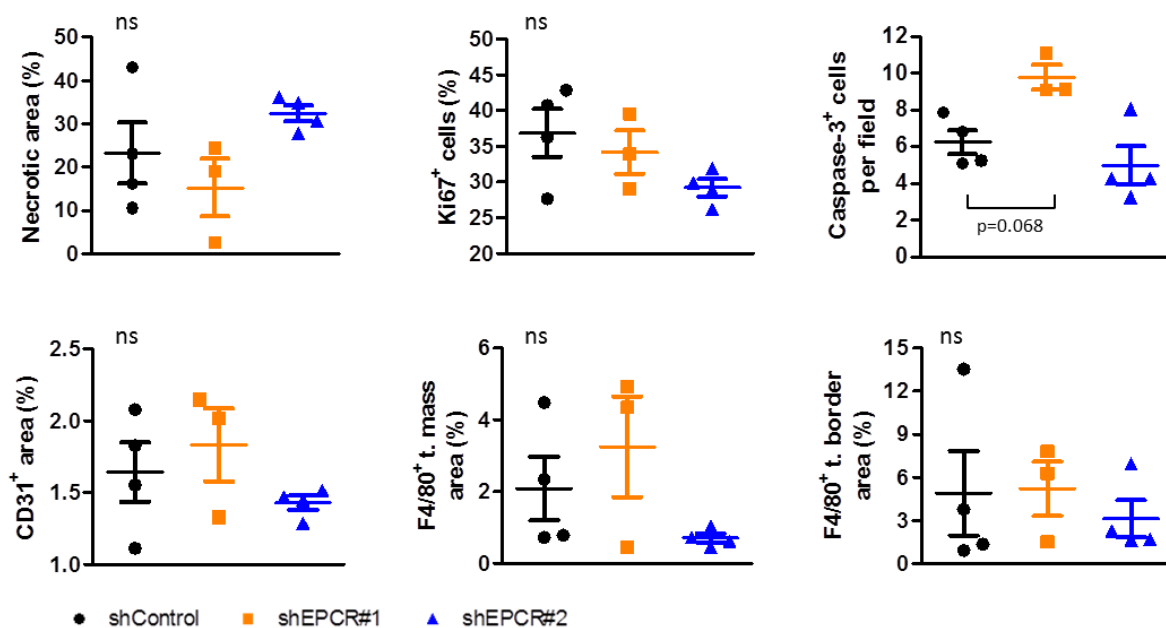 ns
Necrotic area (%)
50
40
30
20
10
0
ns
Ki67+ cells (%)
50
45
40
35
30
25
20
Caspase-3+ cells
per field
12
10
8
6
4
2
0
p=0.068
ns
CD31+ area (%)
2.5
2.0
1.5
1.0
ns
F4/80+ t. mass
area (%)
6
4
2
0
ns
F4/80+ t. border
area (%)
15
12
9
6
3
0
shControl
shEPCR#1
shEPCR#2